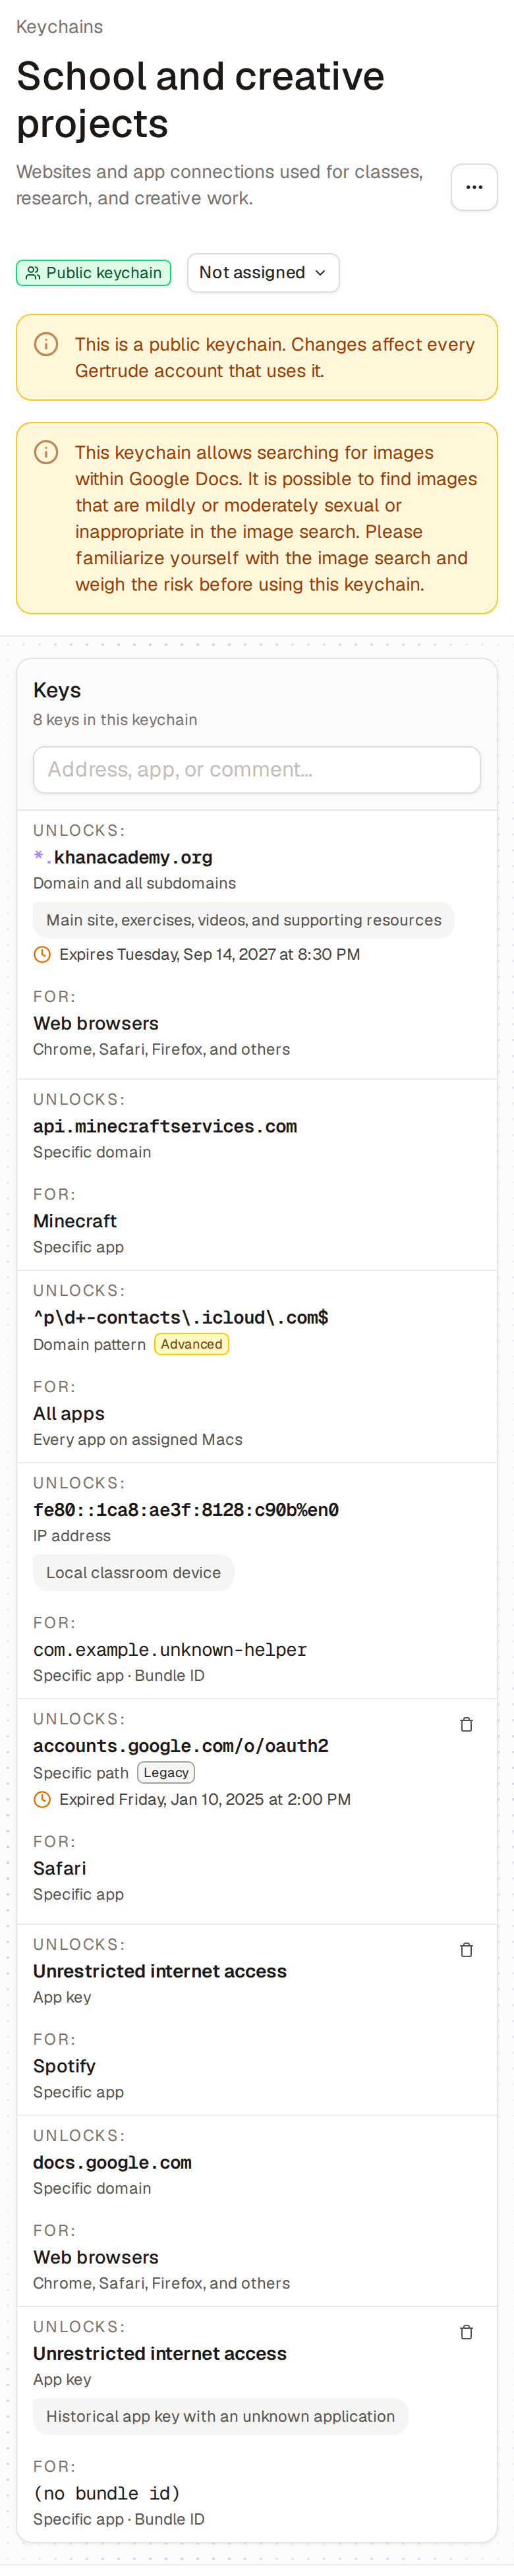 Keychains
School and creative
projects
Websites and app connections used for classes,
research, and creative work.
Public keychain
Not assigned
This is a public keychain. Changes affect every
Gertrude account that uses it.
This keychain allows searching for images
within Google Docs. It is possible to find images
that are mildly or moderately sexual or
inappropriate in the image search. Please
familiarize yourself with the image search and
weigh the risk before using this keychain.
Keys
8 keys in this keychain
Address, app, or comment...
UNLOCKS:
*.khanacademy.org
Domain and all subdomains
Main site, exercises, videos, and supporting resources
Expires Tuesday, Sep 14, 2027 at 8:30 PM
FOR:
Web browsers
Chrome, Safari, Firefox, and others
UNLOCKS:
api.minecraftservices.com
Specific domain
FOR:
Minecraft
Specific app
UNLOCKS:
^p\d+-contacts\.icloud\.com$
Domain pattern Advanced
FOR:
All apps
Every app on assigned Macs
UNLOCKS:
fe80::1ca8:ae3f:8128:c90b%en0
IP address
Local classroom device
FOR:
com.example.unknown-helper
Specific app · Bundle ID
UNLOCKS:
accounts.google.com/o/oauth2
Specific path Legacy
Expired Friday, Jan 10, 2025 at 2:00 PM
FOR:
Safari
Specific app
UNLOCKS:
Unrestricted internet access
App key
FOR:
Spotify
Specific app
UNLOCKS:
docs.google.com
Specific domain
FOR:
Web browsers
Chrome, Safari, Firefox, and others
UNLOCKS:
Unrestricted internet access
App key
Historical app key with an unknown application
FOR:
(no bundle id)
Specific app · Bundle ID